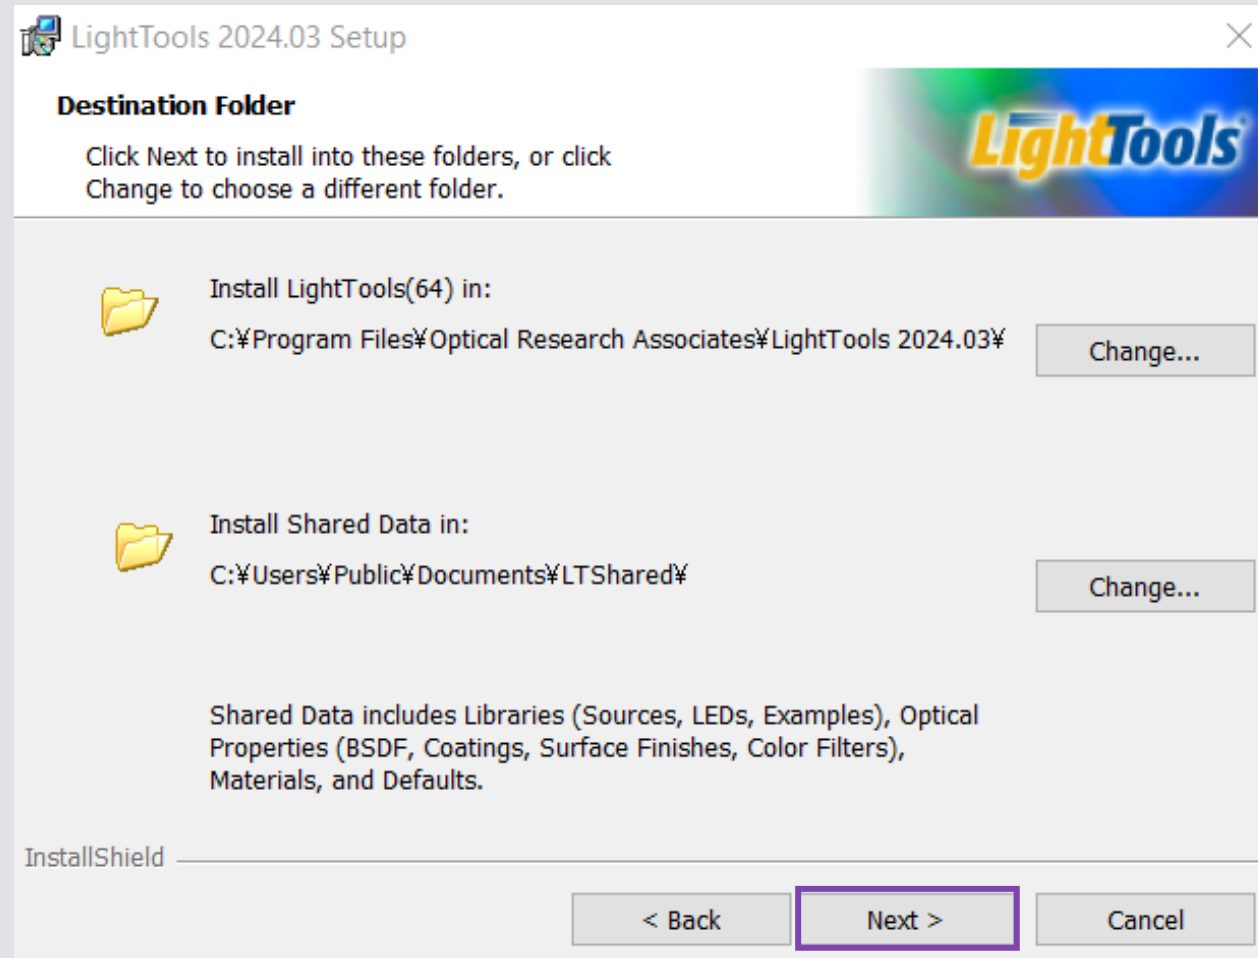 LightTools 2024.03 Setup
Destination Folder
Click Next to install into these folders, or click
Change to choose a different folder.
LightTools
Install LightTools(64) in:
C:¥Program Files¥Optical Research Associates¥LightTools 2024.03¥
Change...
Install Shared Data in:
C:¥Users¥Public¥Documents¥LTShared¥
Change...
Shared Data includes Libraries (Sources, LEDs, Examples), Optical
Properties (BSDF, Coatings, Surface Finishes, Color Filters),
Materials, and Defaults.
InstallShield
< Back
Next >
Cancel